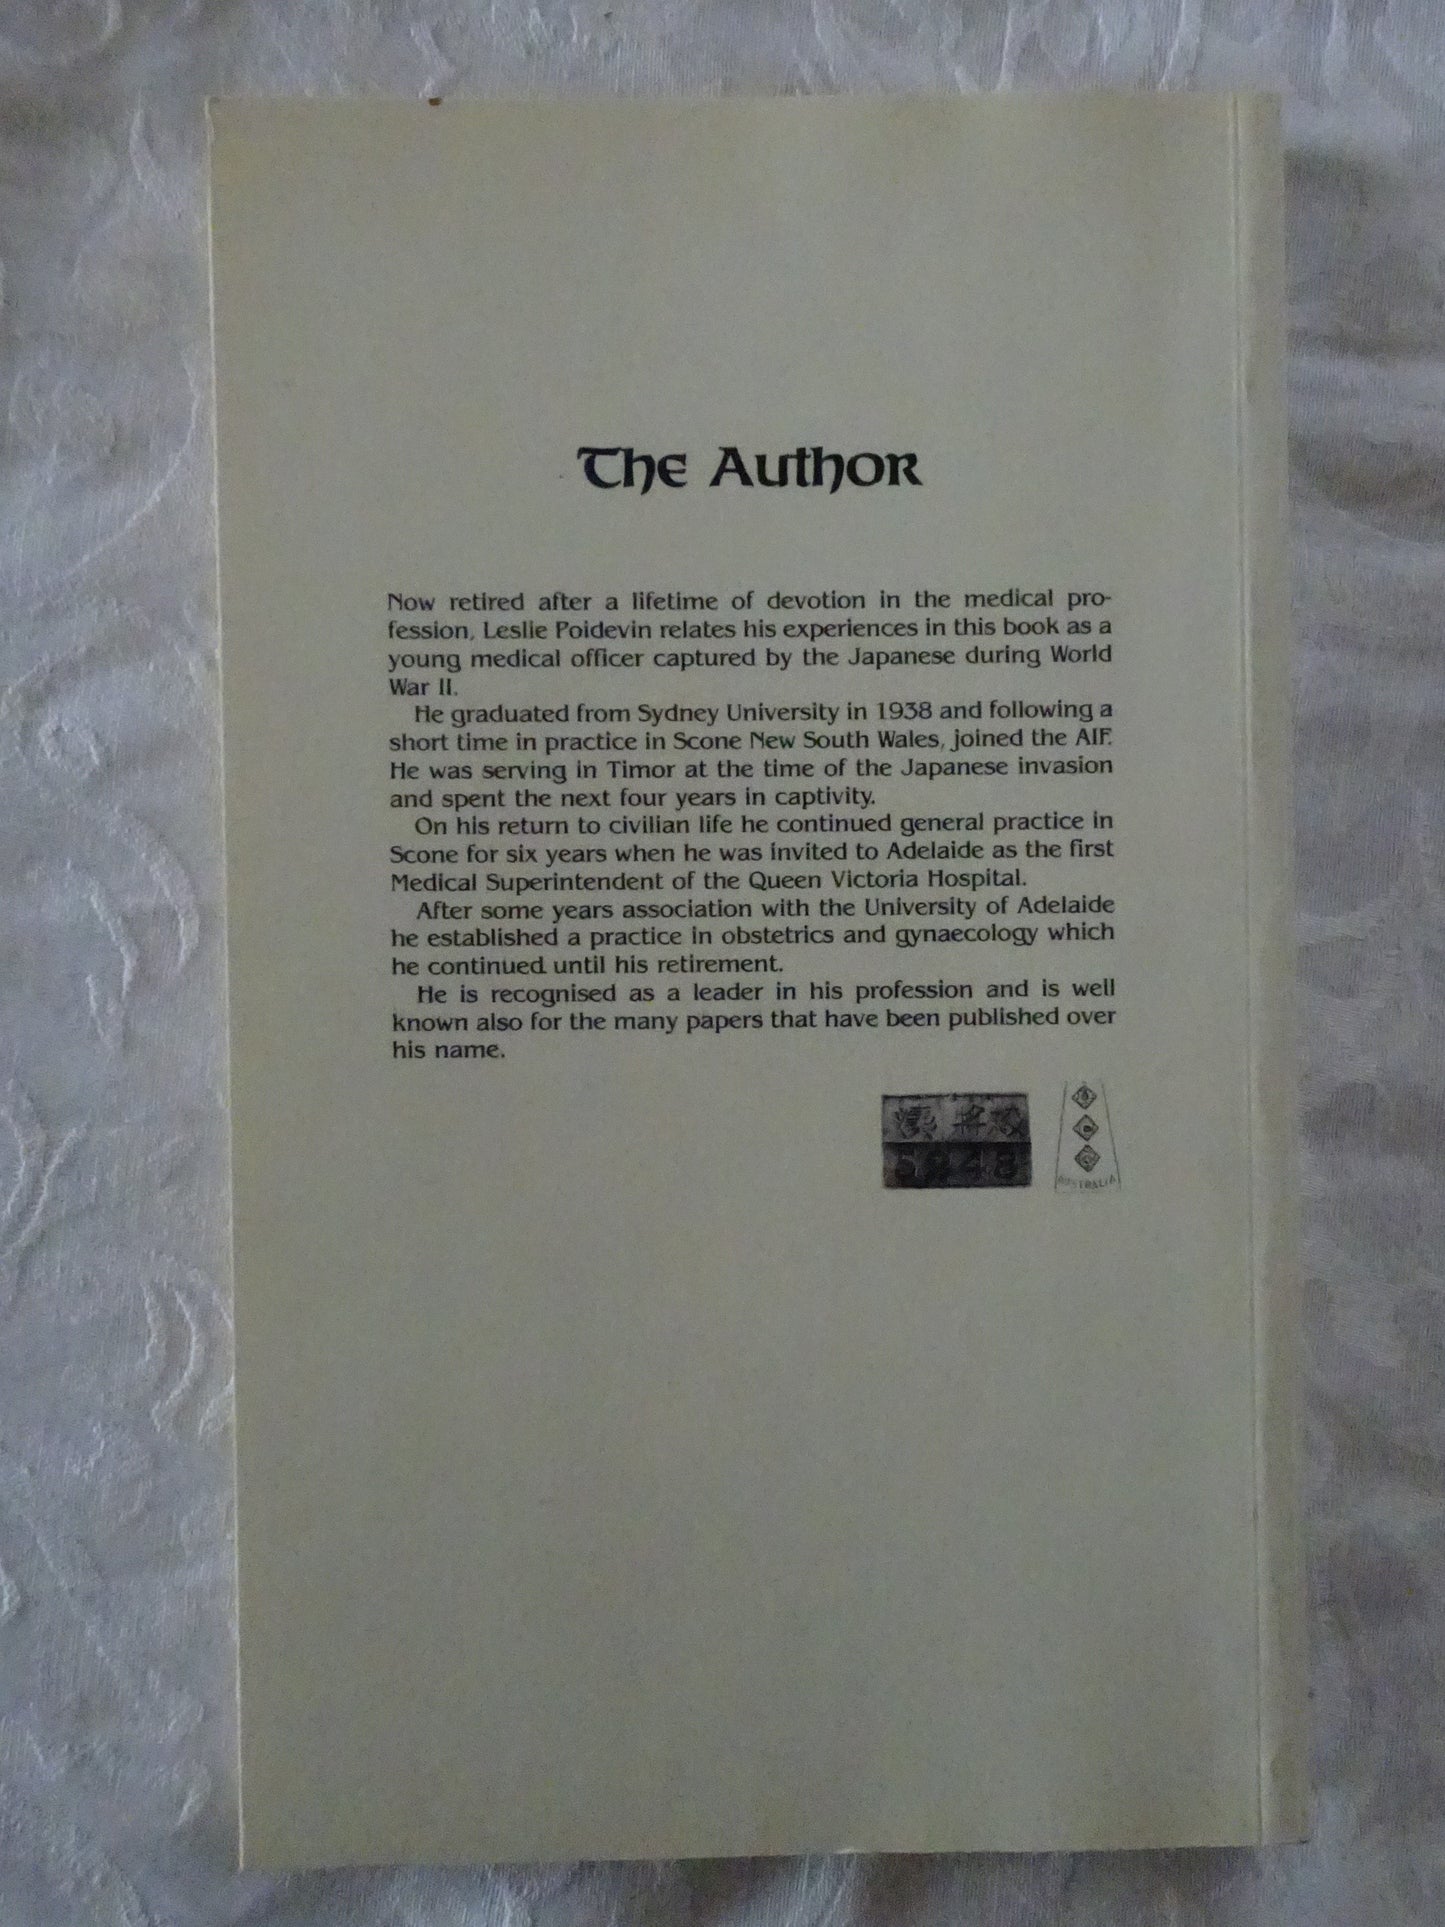 The Author
Now retired after a lifetime of devotion in the medical pro-
fession, Leslie Poidevin relates his experiences in this book as a
young medical officer captured by the Japanese during World
War II.
He graduated from Sydney University in 1938 and following a
short time in practice in Scone New South Wales, joined the AIF.
He was serving in Timor at the time of the Japanese invasion
and spent the next four years in captivity.
On his return to civilian life he continued general practice in
Scone for six years when he was invited to Adelaide as the first
Medical Superintendent of the Queen Victoria Hospital.
After some years association with the University of Adelaide
he established a practice in obstetrics and gynaecology which
he continued until his retirement.
He is recognised as a leader in his profession and is well
known also for the many papers that have been published over
his name.
AUSTRALIA